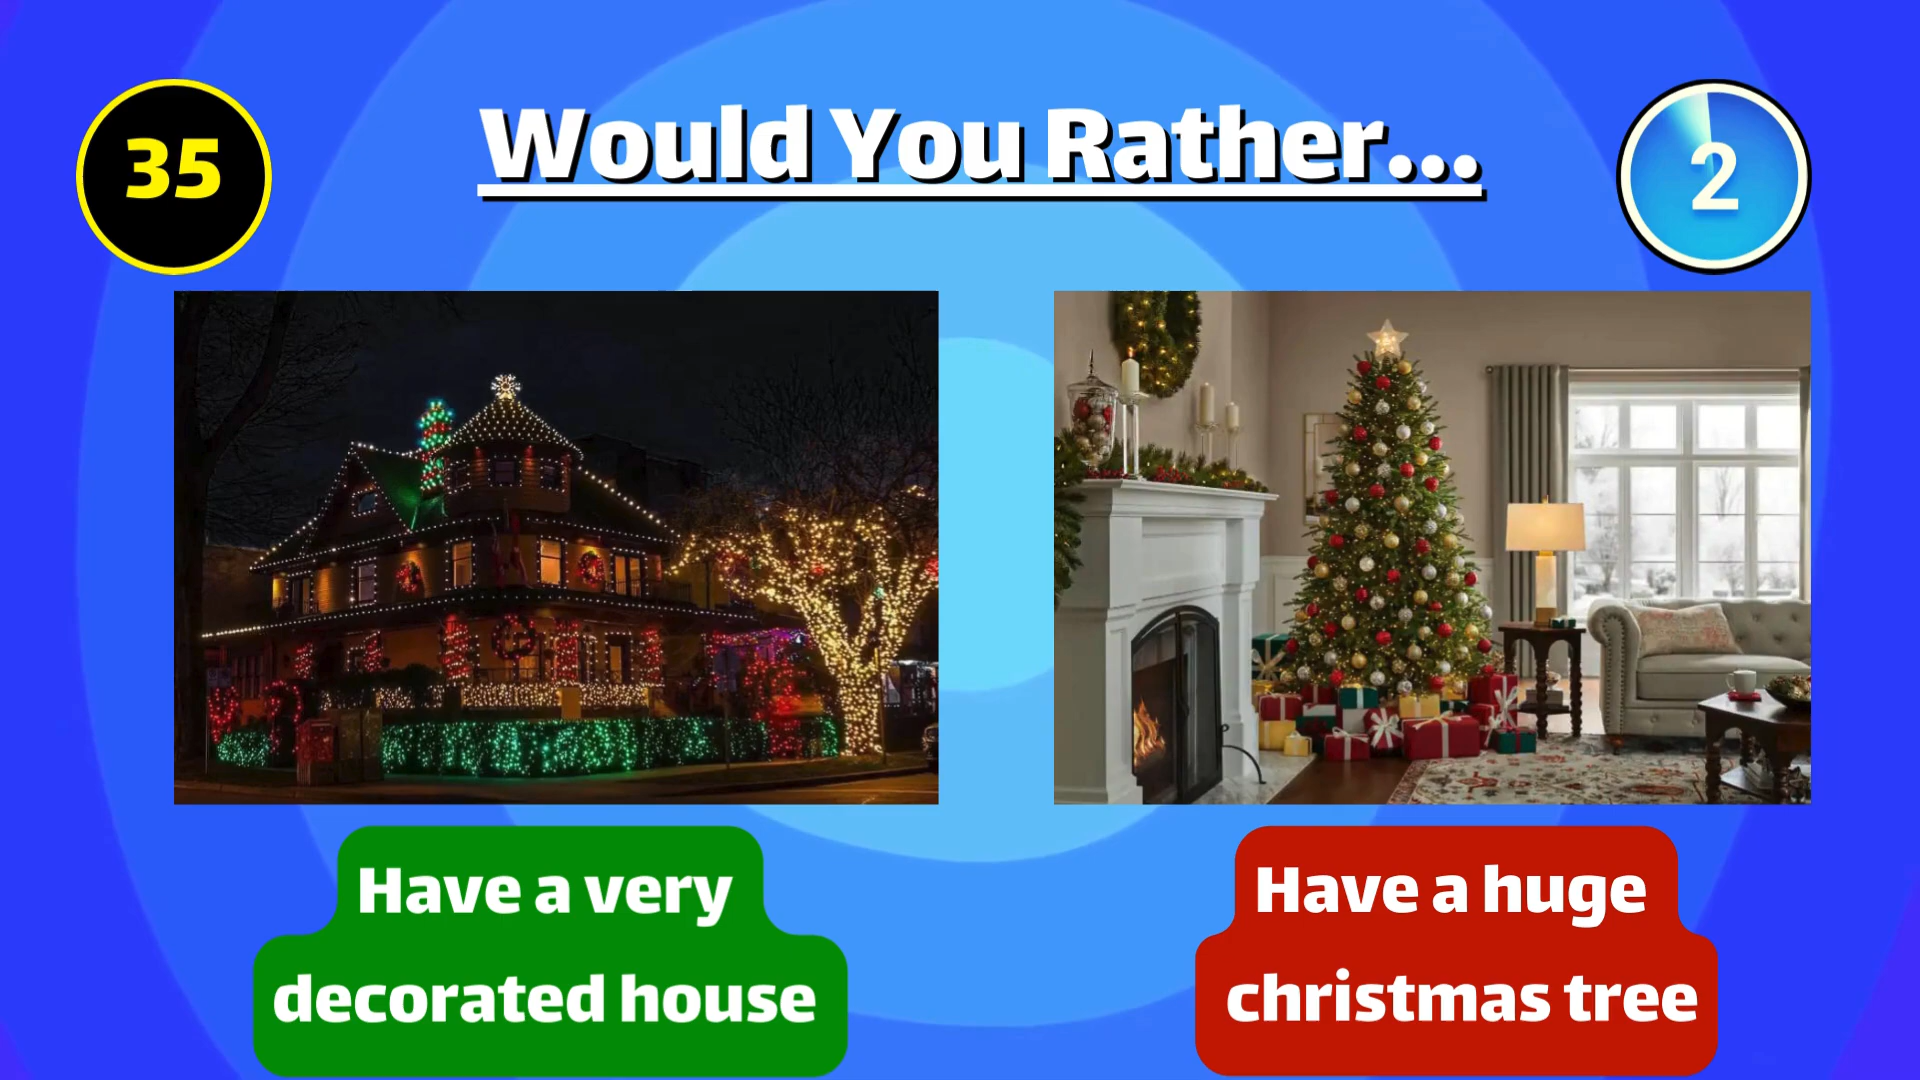 35
Would You Rather...
2
Have a very
decorated house
Have a huge
christmas tree